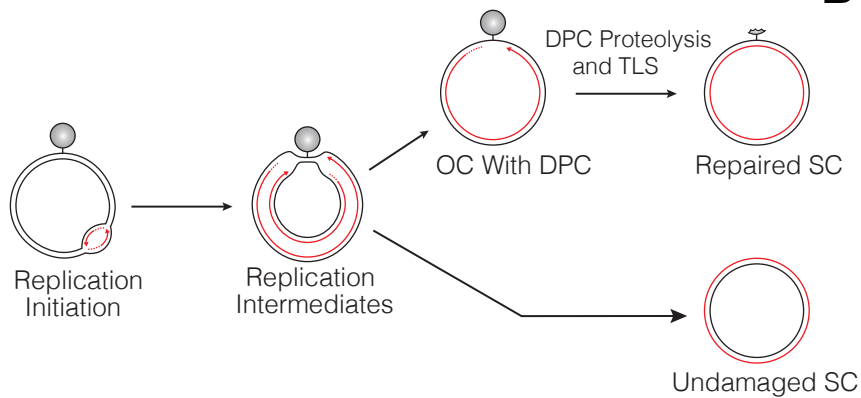 DPC Proteolysis
and TLS
OC With DPC
Repaired SC
Replication
Initiation
Replication
Intermediates
Undamaged SC